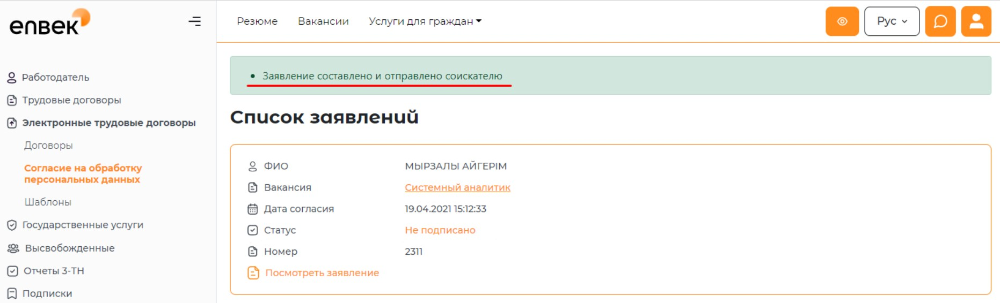 enbek
Резюме Вакансии Услуги для граждан Рус
Работодатель
Трудовые договоры
Электронные трудовые договоры
Договоры
Согласие на обработку
персональных данных
Шаблоны
Государственные услуги
Высвобожденные
Отчеты 3-ТН
Подписки
Заявление составлено и отправлено соискателю
Список заявлений
ФИО МЫРЗАЛЫ АЙГЕРІМ
Вакансия Системный аналитик
Дата согласия 19.04.2021 15:12:33
Статус Не подписано
Номер 2311
Посмотреть заявление